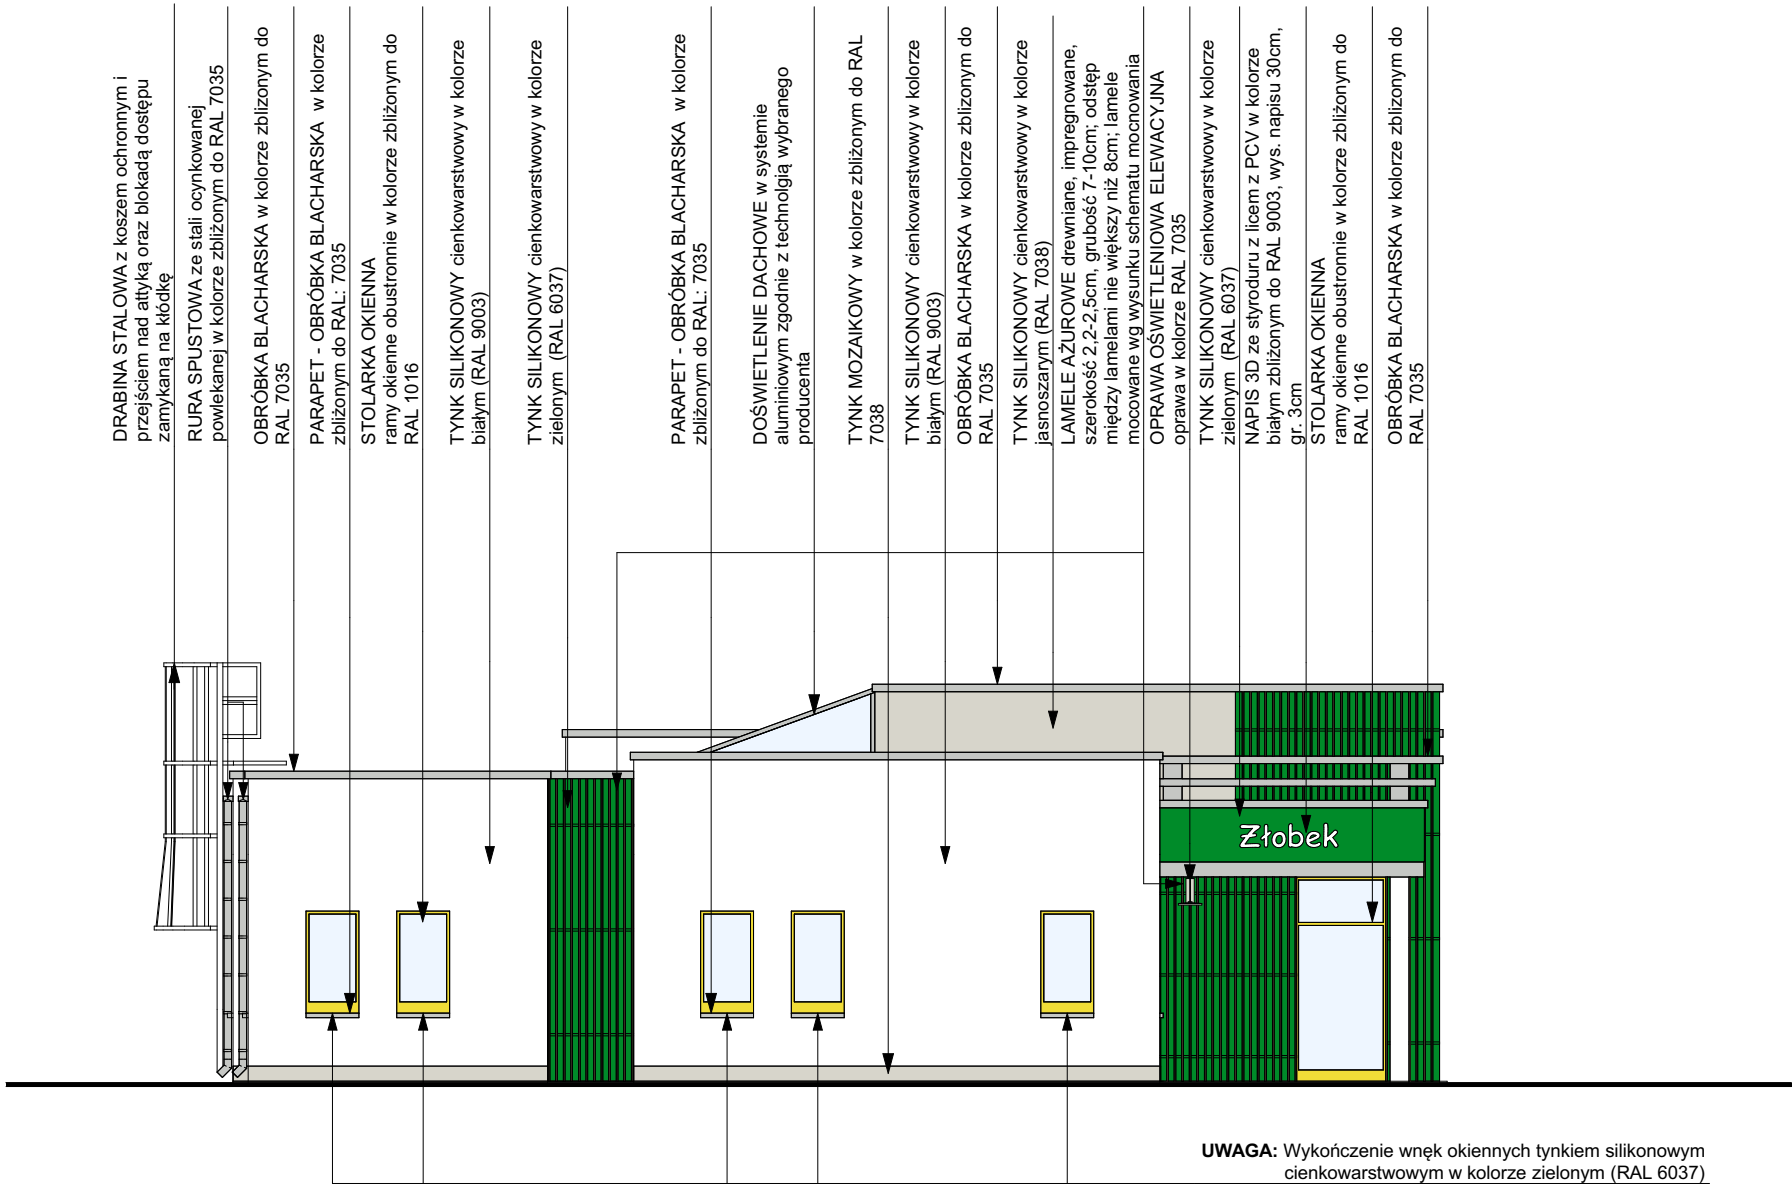 DRABINA STALOWA z koszem ochronnym i
przejściem nad attyką oraz blokadą dostępu
zamykaną na kłódkę
RURA SPUSTOWA ze stali ocynkowanej
powlekanej w kolorze zbliżonym do RAL 7035
OBRÓBKA BLACHARSKA w kolorze zblizonym do
RAL 7035
PARAPET - OBRÓBKA BLACHARSKA w kolorze
zbliżonym do RAL: 7035
STOLARKA OKIENNA
ramy okienne obustronnie w kolorze zbliżonym do
RAL 1016
TYNK SILIKONOWY cienkowarstwowy w kolorze
białym (RAL 9003)
TYNK SILIKONOWY cienkowarstwowy w kolorze
zielonym (RAL 6037)
PARAPET - OBRÓBKA BLACHARSKA w kolorze
zbliżonym do RAL: 7035
DOŚWIETLENIE DACHOWE w systemie
aluminiowym zgodnie z technolgią wybranego
producenta
TYNK MOZAIKOWY w kolorze zbliżonym do RAL
7038
TYNK SILIKONOWY cienkowarstwowy w kolorze
białym (RAL 9003)
OBRÓBKA BLACHARSKA w kolorze zblizonym do
RAL 7035
TYNK SILIKONOWY cienkowarstwowy w kolorze
jasnoszarym (RAL 7038)
LAMELE AŻUROWE drewniane, impregnowane,
szerokość 2,2-2,5cm, grubość 7-10cm; odstęp
między lamelami nie większy niż 8cm; lamele
mocowane wg wysunku schematu mocnowania
OPRAWA OŚWIETLENIOWA ELEWACYJNA
oprawa w kolorze RAL 7035
TYNK SILIKONOWY cienkowarstwowy w kolorze
zielonym (RAL 6037)
NAPIS 3D ze styroduru z licem z PCV w kolorze
białym zbliżonym do RAL 9003, wys. napisu 30cm,
gr. 3cm
STOLARKA OKIENNA
ramy okienne obustronnie w kolorze zbliżonym do
RAL 1016
OBRÓBKA BLACHARSKA w kolorze zblizonym do
RAL 7035
Złobek
UWAGA: Wykończenie wnęk okiennych tynkiem silikonowym
cienkowarstwowym w kolorze zielonym (RAL 6037)